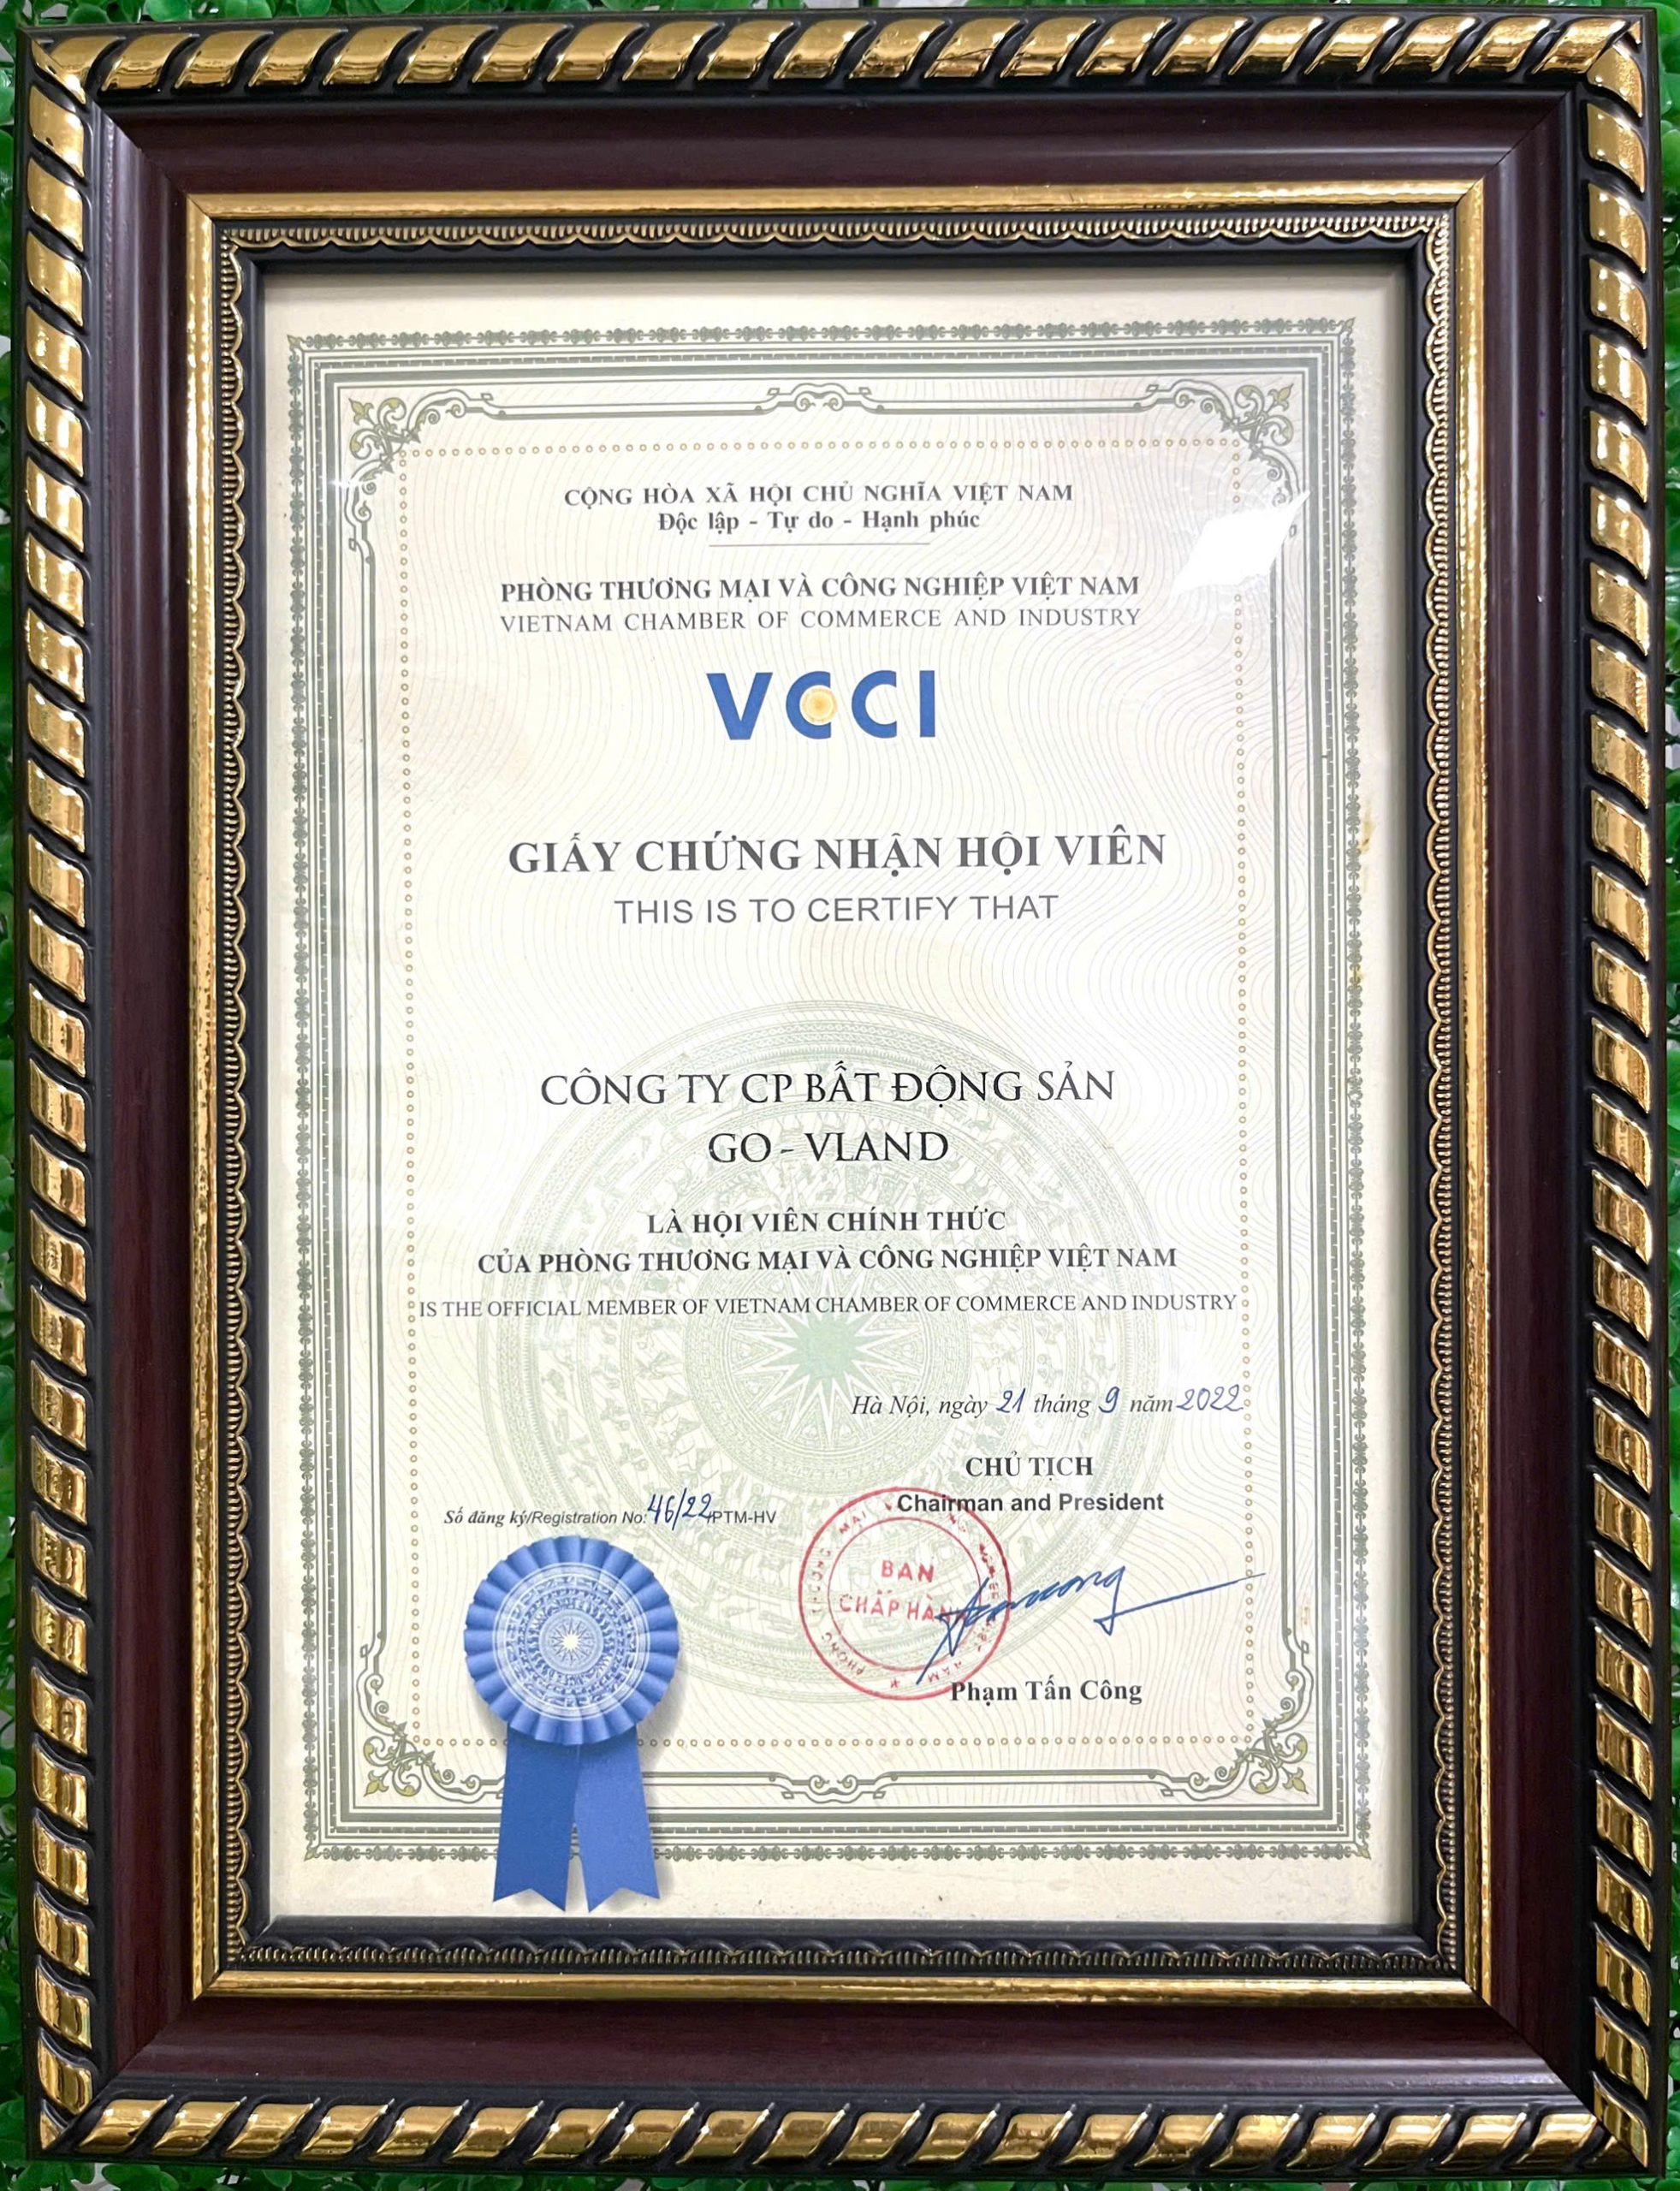 CỘNG HÒA XÃ HỘI CHỦ NGHĨA VIỆT NAM
Độc lập - Tự do - Hạnh phúc
PHÒNG THƯƠNG MẠI VÀ CÔNG NGHIỆP VIỆT NAM
VIETNAM CHAMBER OF COMMERCE AND INDUSTRY
VCCI
GIẤY CHỨNG NHẬN HỘI VIÊN
THIS IS TO CERTIFY THAT
CÔNG TY CP BẤT ĐỘNG SẢN
GO - VLAND
LÀ HỘI VIÊN CHÍNH THỨC
CỦA PHÒNG THƯƠNG MẠI VÀ CÔNG NGHIỆP VIỆT NAM
IS THE OFFICIAL MEMBER OF VIETNAM CHAMBER OF COMMERCE AND INDUSTRY
Hà Nội, ngày 21 tháng 9 năm 2022
CHỦ TỊCH
Chairman and President
Số đăng ký/Registration No: 46/22/PTM-HV
BAN
CHẤP HÀN
Phạm Tấn Công